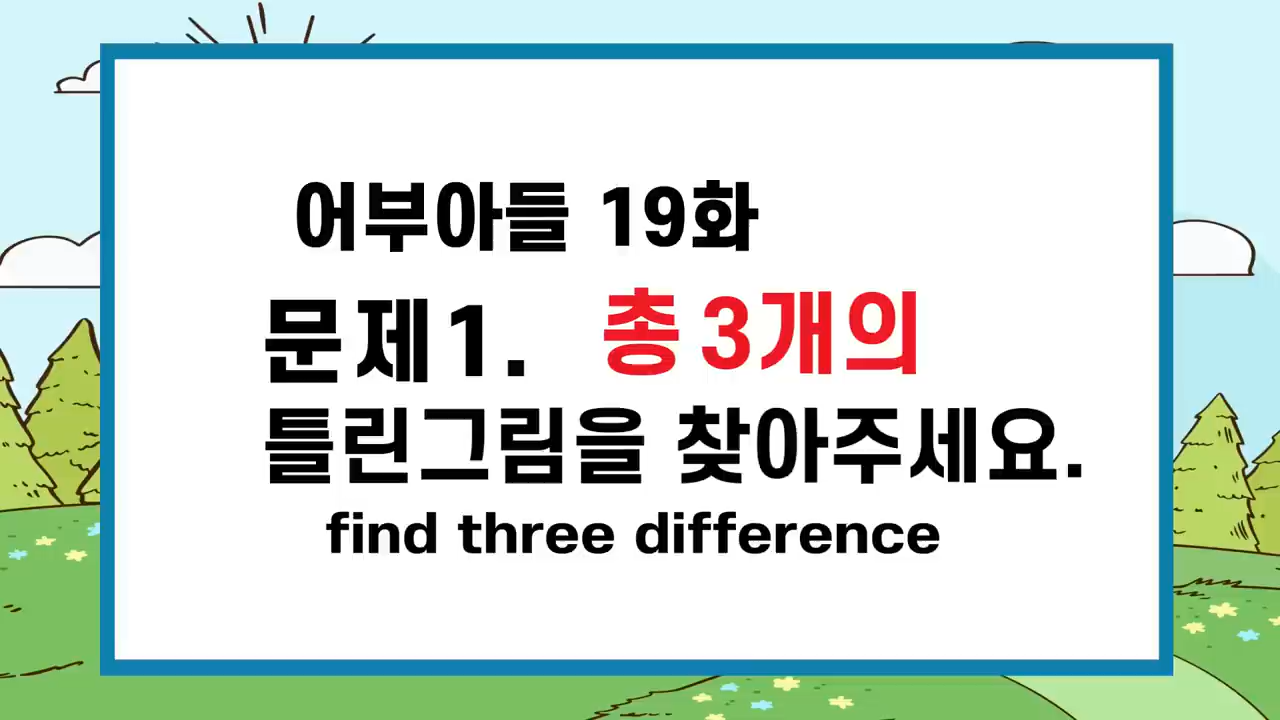 어부아들 19화
문제1. 총 3개의
틀린그림을 찾아주세요.
find three difference